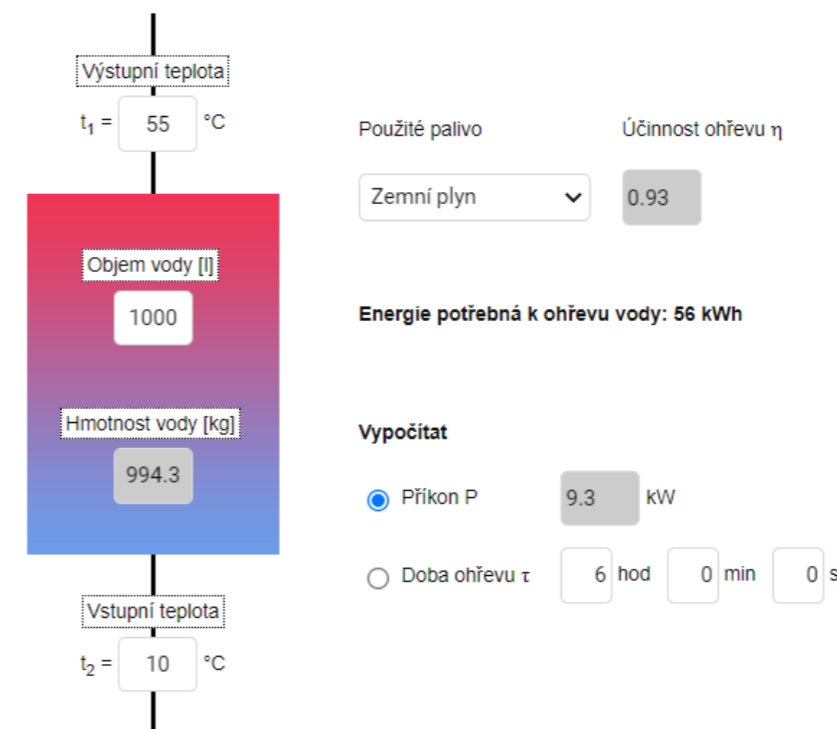 Výstupní teplota
t₁ = 55 °C
Použité palivo Účinnost ohřevu η
Zemní plyn 0.93
Objem vody [l]
1000
Energie potřebná k ohřevu vody: 56 kWh
Hmotnost vody [kg]
994.3
Vypočítat
Příkon P 9.3 kW
Doba ohřevu τ 6 hod 0 min 0 s
Vstupní teplota
t₂ = 10 °C